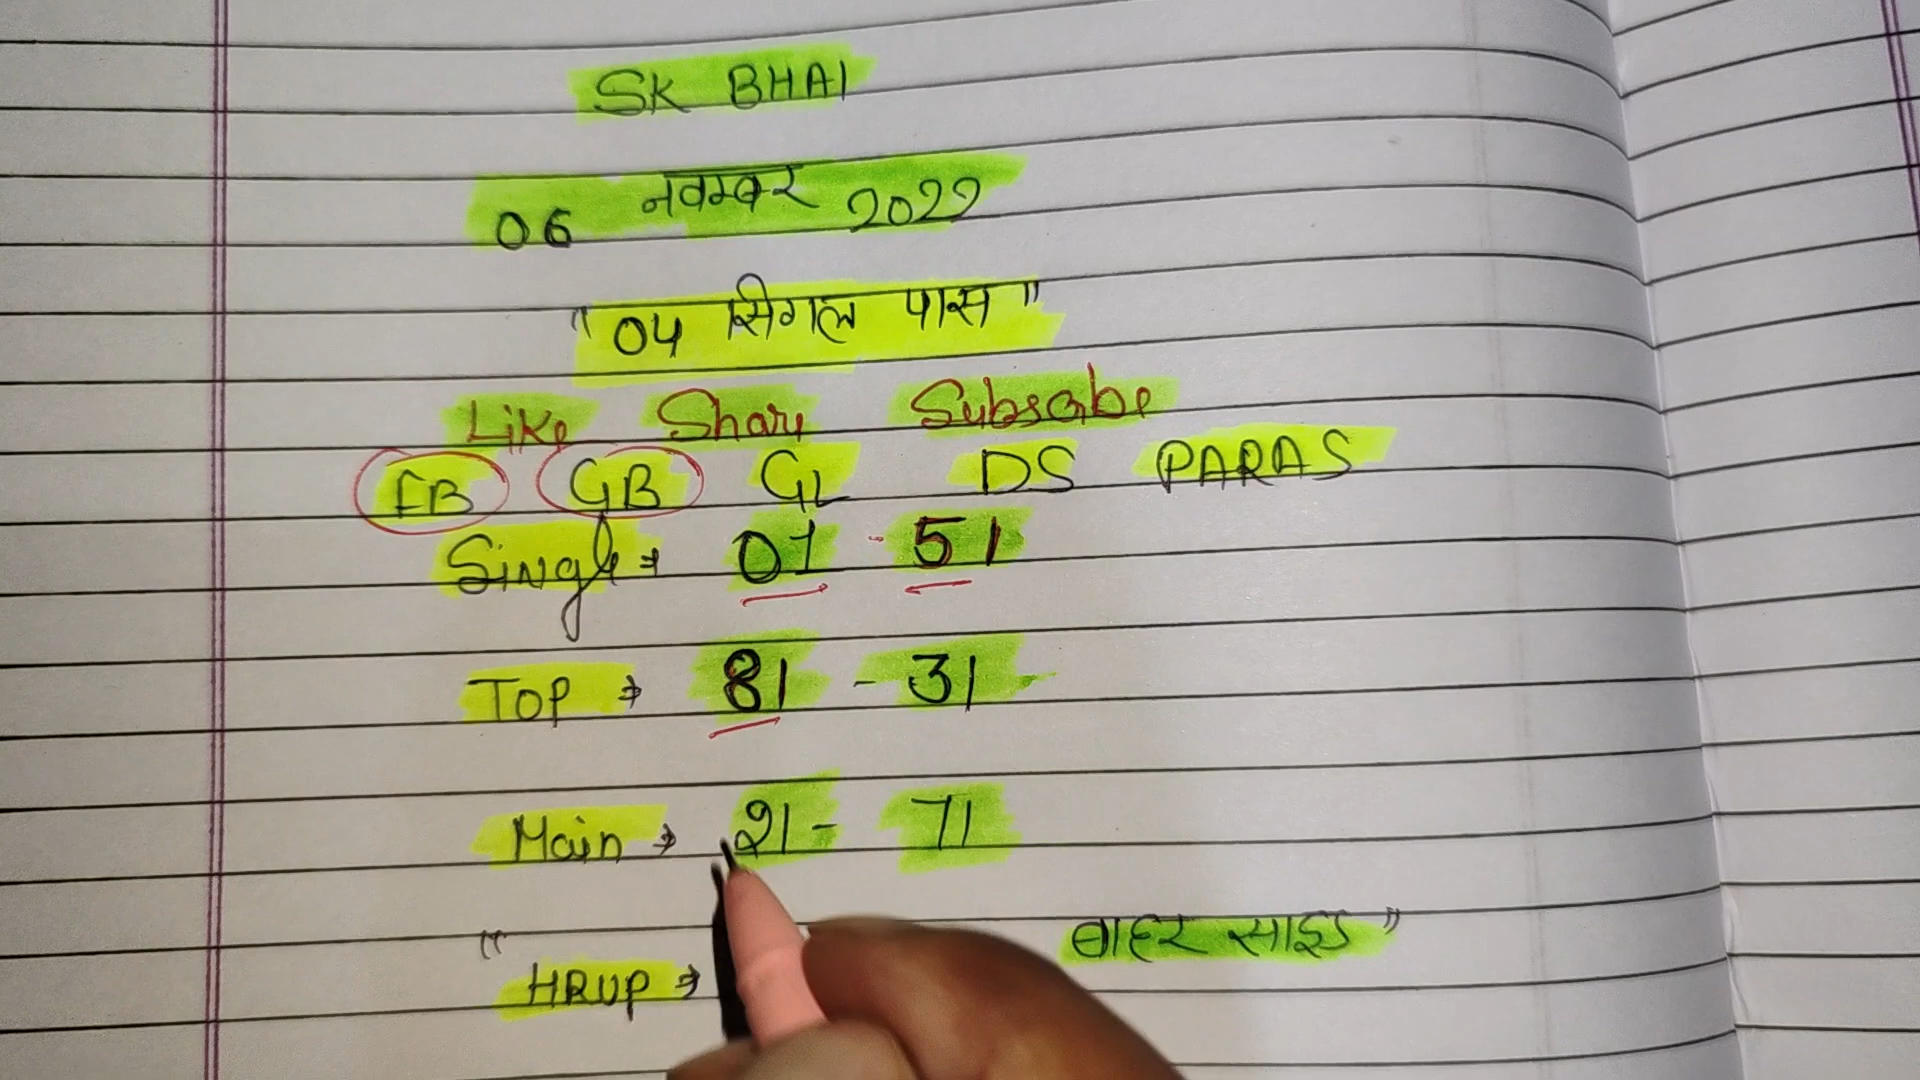 SK BHAI
06 नवम्बर 2022
" 04 सिगल पास "
Like Share Subscribe
FB GB GL DS PARAS
Single ⇒ 01 - 51
TOP ⇒ 81 - 31
Main → 21 - 71
" HRUP ⇒ बाहर साइड "